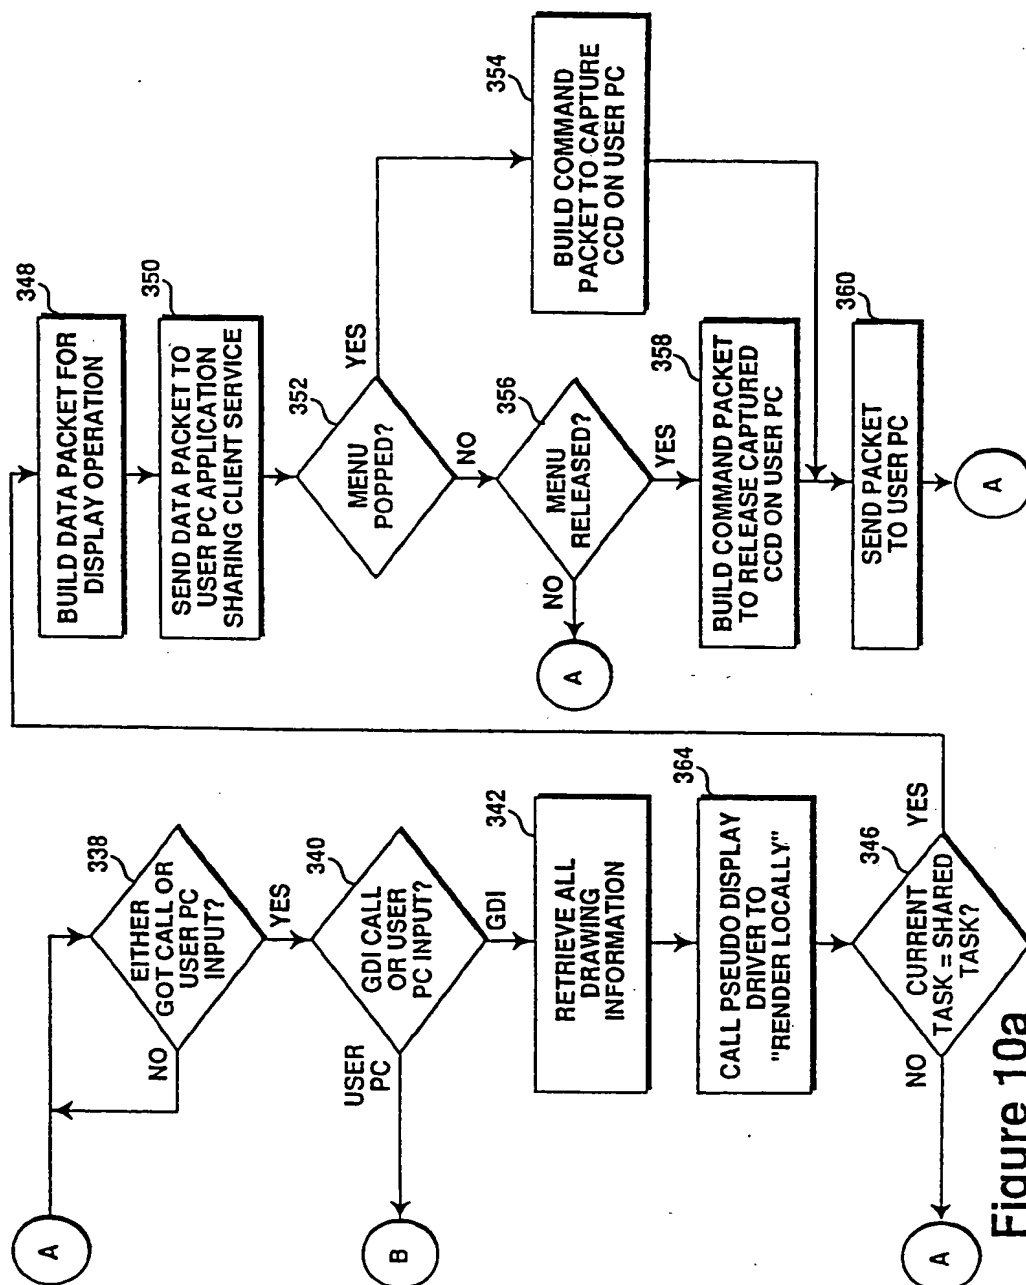 A
338
EITHER
GOT CALL OR
USER PC
INPUT?
NO
YES
340
GDI CALL
OR USER
PC INPUT?
USER
PC
B
GDI
342
RETRIEVE ALL
DRAWING
INFORMATION
364
CALL PSEUDO DISPLAY
DRIVER TO
"RENDER LOCALLY"
346
CURRENT
TASK = SHARED
TASK?
NO
A
YES
348
BUILD DATA PACKET FOR
DISPLAY OPERATION
350
SEND DATA PACKET TO
USER PC APPLICATION
SHARING CLIENT SERVICE
352
MENU
POPPED?
YES
354
BUILD COMMAND
PACKET TO CAPTURE
CCD ON USER PC
NO
356
MENU
RELEASED?
NO
A
YES
358
BUILD COMMAND PACKET
TO RELEASE CAPTURED
CCD ON USER PC
360
SEND PACKET
TO USER PC
A
Figure 10a